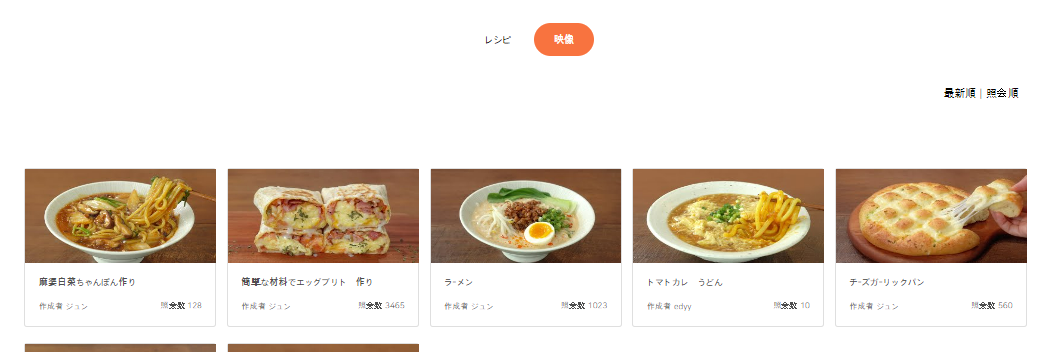 レシピ 映像
最新順 | 照会順
麻婆白菜ちゃんぽん作り
作成者 ジュン 照会数 128
簡単な材料でエッグブリト 作り
作成者 ジュン 照会数 3465
ラーメン
作成者 ジュン 照会数 1023
トマトカレ うどん
作成者 edyy 照会数 10
チーズガーリックパン
作成者 ジュン 照会数 560